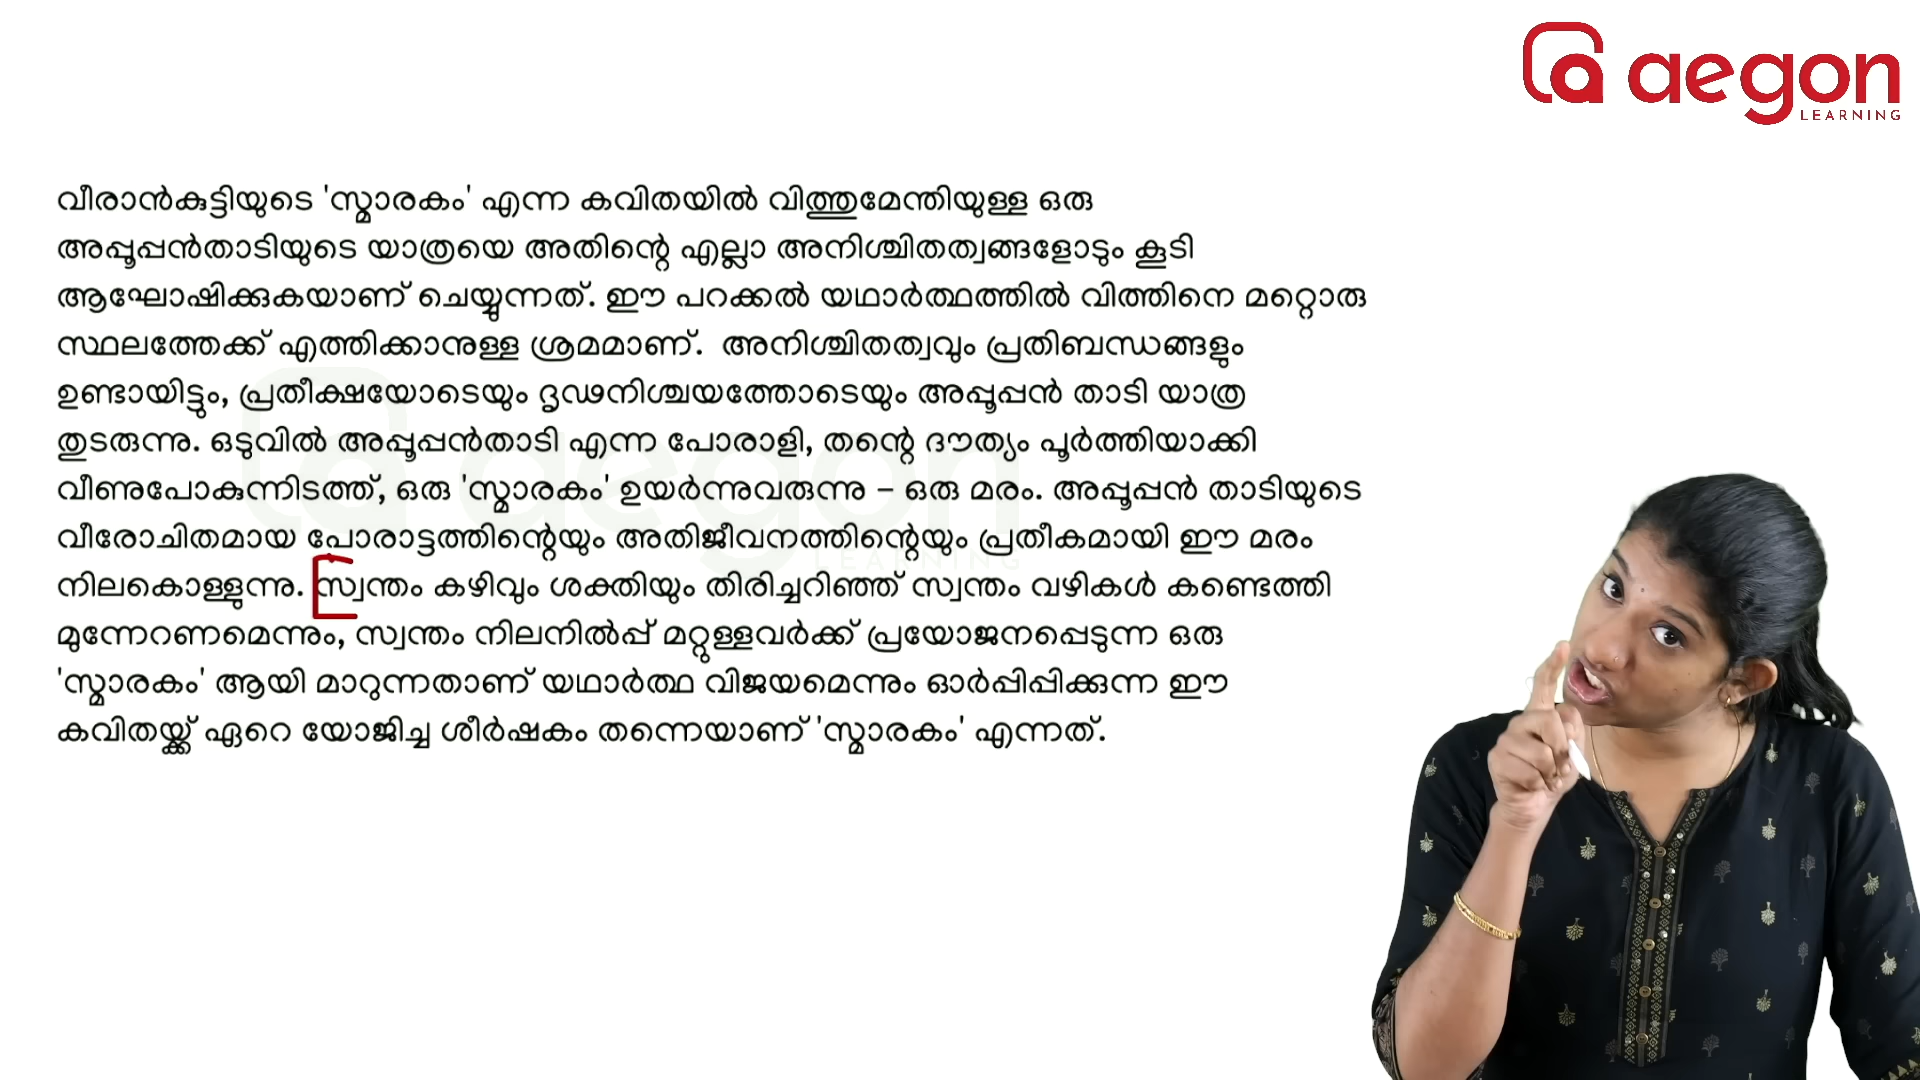 aegon
LEARNING
വീരാൻകുട്ടിയുടെ 'സ്മാരകം' എന്ന കവിതയിൽ വിത്തുമേന്തിയുള്ള ഒരു
അപ്പൂപ്പൻതാടിയുടെ യാത്രയെ അതിന്റെ എല്ലാ അനിശ്ചിതത്വങ്ങളോടും കൂടി
ആഘോഷിക്കുകയാണ് ചെയ്യുന്നത്. ഈ പറക്കൽ യഥാർത്ഥത്തിൽ വിത്തിനെ മറ്റൊരു
സ്ഥലത്തേക്ക് എത്തിക്കാനുള്ള ശ്രമമാണ്. അനിശ്ചിതത്വവും പ്രതിബന്ധങ്ങളും
ഉണ്ടായിട്ടും, പ്രതീക്ഷയോടെയും ദൃഢനിശ്ചയത്തോടെയും അപ്പൂപ്പൻ താടി യാത്ര
തുടരുന്നു. ഒടുവിൽ അപ്പൂപ്പൻതാടി എന്ന പോരാളി, തന്റെ ദൗത്യം പൂർത്തിയാക്കി
വീണുപോകുന്നിടത്ത്, ഒരു 'സ്മാരകം' ഉയർന്നുവരുന്നു – ഒരു മരം. അപ്പൂപ്പൻ താടിയുടെ
വീരോചിതമായ പോരാട്ടത്തിന്റെയും അതിജീവനത്തിന്റെയും പ്രതീകമായി ഈ മരം
നിലകൊള്ളുന്നു. സ്വന്തം കഴിവും ശക്തിയും തിരിച്ചറിഞ്ഞ് സ്വന്തം വഴികൾ കണ്ടെത്തി
മുന്നേറണമെന്നും, സ്വന്തം നിലനിൽപ്പ് മറ്റുള്ളവർക്ക് പ്രയോജനപ്പെടുന്ന ഒരു
'സ്മാരകം' ആയി മാറുന്നതാണ് യഥാർത്ഥ വിജയമെന്നും ഓർപ്പിപ്പിക്കുന്ന ഈ
കവിതയ്ക്ക് ഏറെ യോജിച്ച ശീർഷകം തന്നെയാണ് 'സ്മാരകം' എന്നത്.